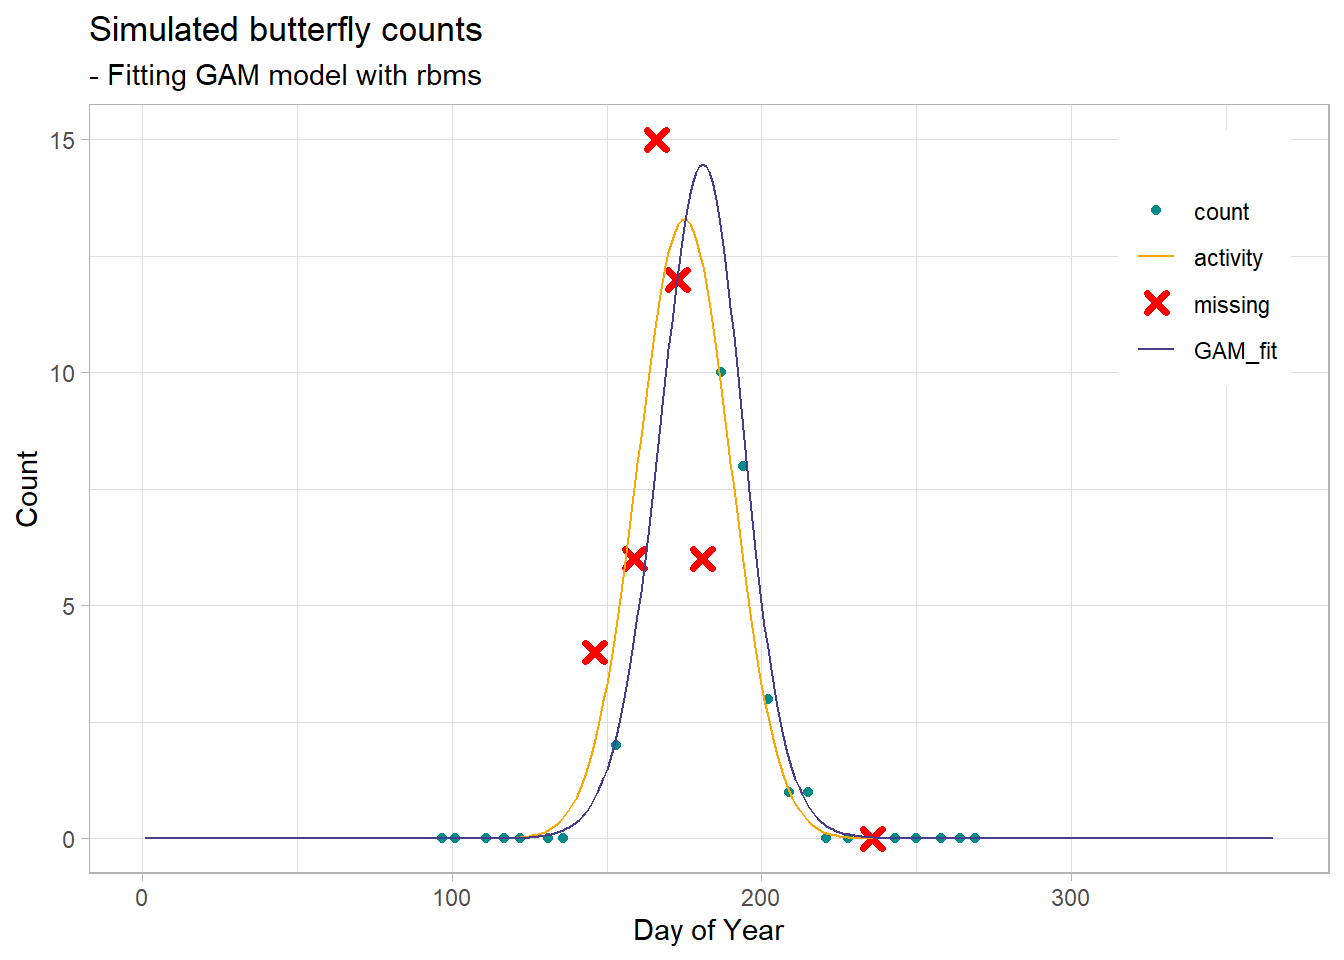 Simulated butterfly counts
- Fitting GAM model with rbms
15
10
5
0
Count
0
100
200
300
Day of Year
count
activity
missing
GAM_fit